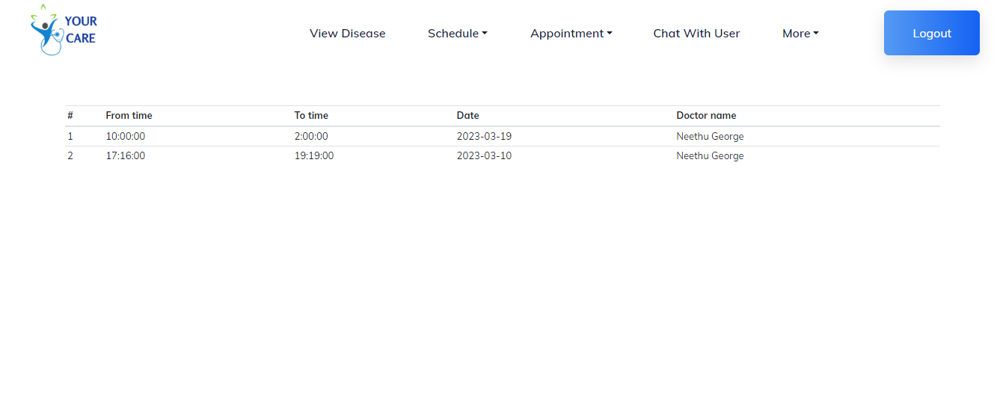 YOUR
CARE
View Disease Schedule Appointment Chat With User More Logout
# From time To time Date Doctor name
1 10:00:00 2:00:00 2023-03-19 Neethu George
2 17:16:00 19:19:00 2023-03-10 Neethu George